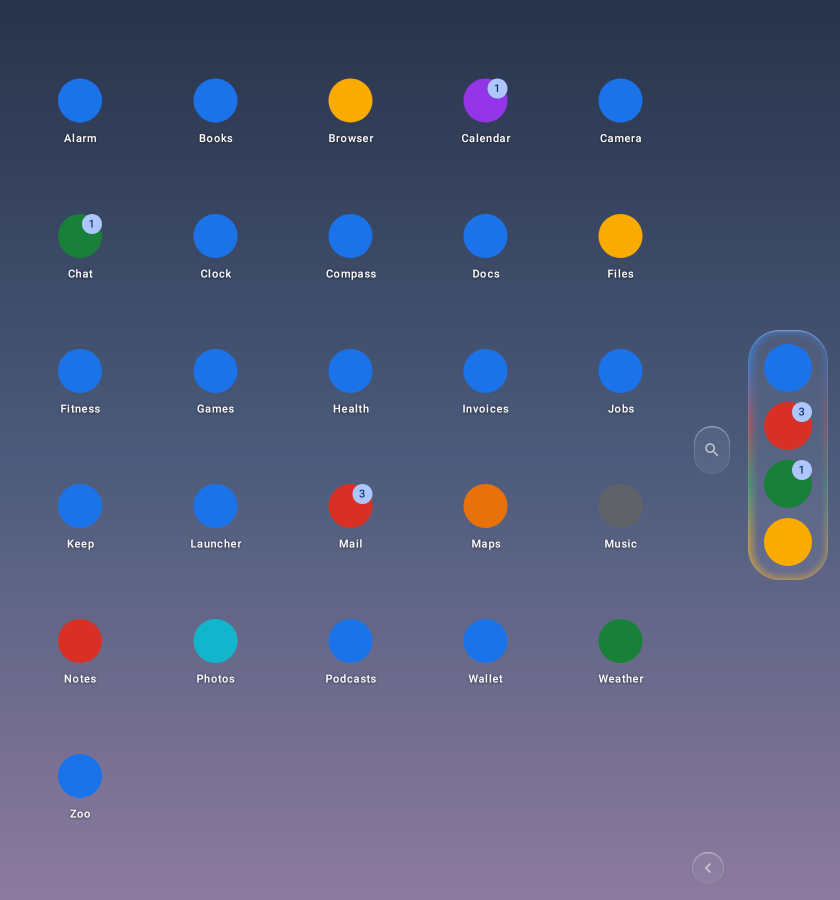 1
Alarm Books Browser Calendar Camera
1
Chat Clock Compass Docs Files
Fitness Games Health Invoices Jobs
3
1
3
Keep Launcher Mail Maps Music
Notes Photos Podcasts Wallet Weather
Zoo